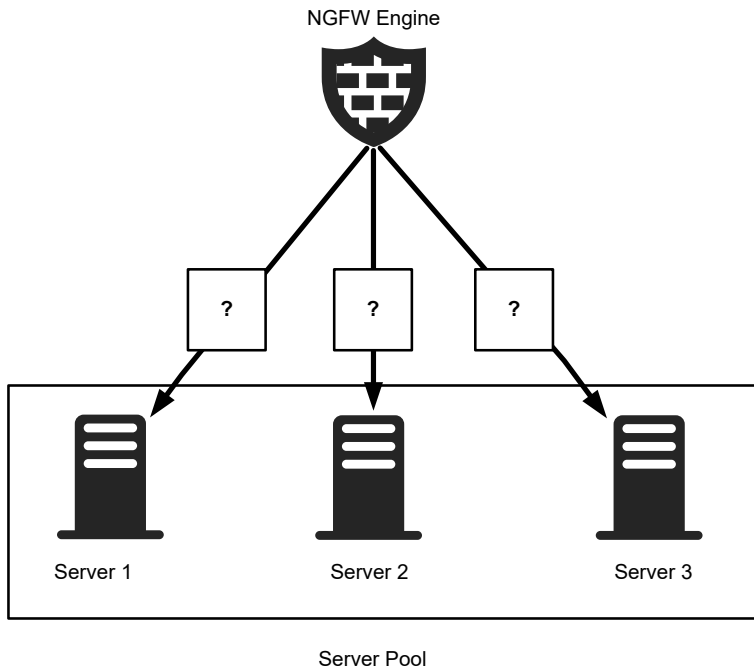 NGFW Engine
?
?
?
Server 1
Server 2
Server 3
Server Pool